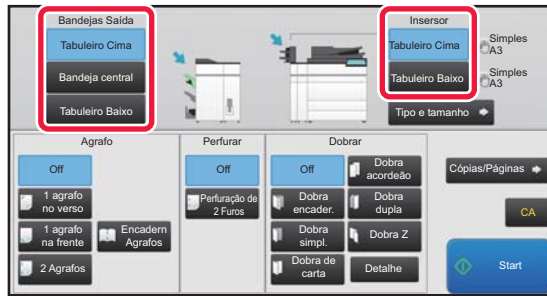 Bandejas Saída
Tabuleiro Cima
Bandeja central
Tabuleiro Baixo
Insersor
Tabuleiro Cima
Simples
A3
Tabuleiro Baixo
Simples
A3
Tipo e tamanho
Agrafo
Off
1 agrafo
no verso
1 agrafo
na frente
Encadern
Agrafos
2 Agrafos
Perfurar
Off
Perfuração de
2 Furos
Dobrar
Off
Dobra
acordeão
Dobra
encader.
Dobra
dupla
Dobra
simpl.
Dobra Z
Dobra de
carta
Detalhe
Cópias/Páginas
CA
Start